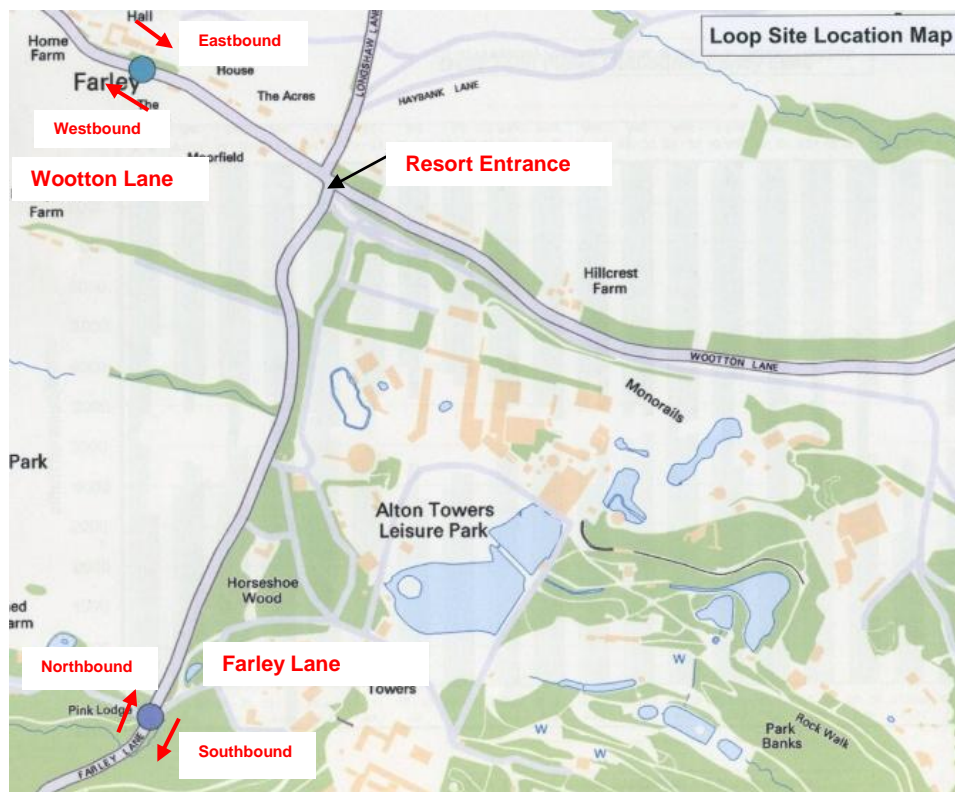 Hall
Eastbound
Home
Farm
Loop Site Location Map
LONGSHAW LANE
Farley
House
The
The Acres
HAYBANK LANE
Westbound
Resort Entrance
Wootton Lane
Farm
Hillcrest
Farm
WOOTTON LANE
Monorails
Park
Alton Towers
Leisure Park
Horseshoe
Wood
Northbound
Farley Lane
W
Towers
Pink Lodge
W
Southbound
W
Park
Banks
Rock Walk
FARLEY LANE